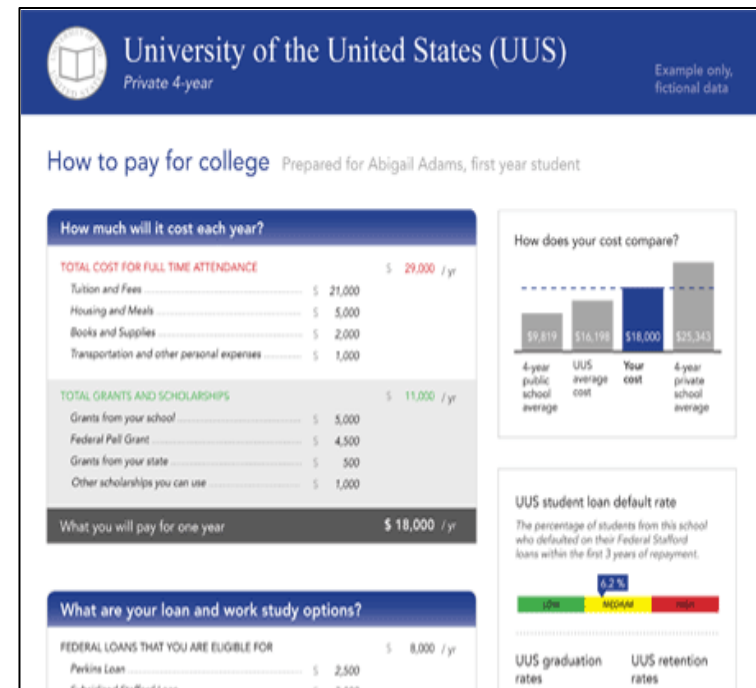 University of the United States (UUS)
Private 4-year
Example only,
fictional data
How to pay for college Prepared for Abigail Adams, first year student
How much will it cost each year?
TOTAL COST FOR FULL TIME ATTENDANCE $ 29,000 / yr
Tuition and Fees $ 21,000
Housing and Meals $ 5,000
Books and Supplies $ 2,000
Transportation and other personal expenses $ 1,000
TOTAL GRANTS AND SCHOLARSHIPS $ 11,000 / yr
Grants from your school $ 5,000
Federal Pell Grant $ 4,500
Grants from your state $ 500
Other scholarships you can use $ 1,000
What you will pay for one year $ 18,000 / yr
What are your loan and work study options?
FEDERAL LOANS THAT YOU ARE ELIGIBLE FOR $ 8,000 / yr
Perkins Loan $ 2,500
How does your cost compare?
$9,819 $16,198 $18,000 $25,343
4-year public school average
UUS average cost
Your cost
4-year private school average
UUS student loan default rate
The percentage of students from this school
who defaulted on their Federal Stafford
loans within the first 3 years of repayment.
6.2 %
LOW MEDIUM HIGH
UUS graduation rates
UUS retention rates